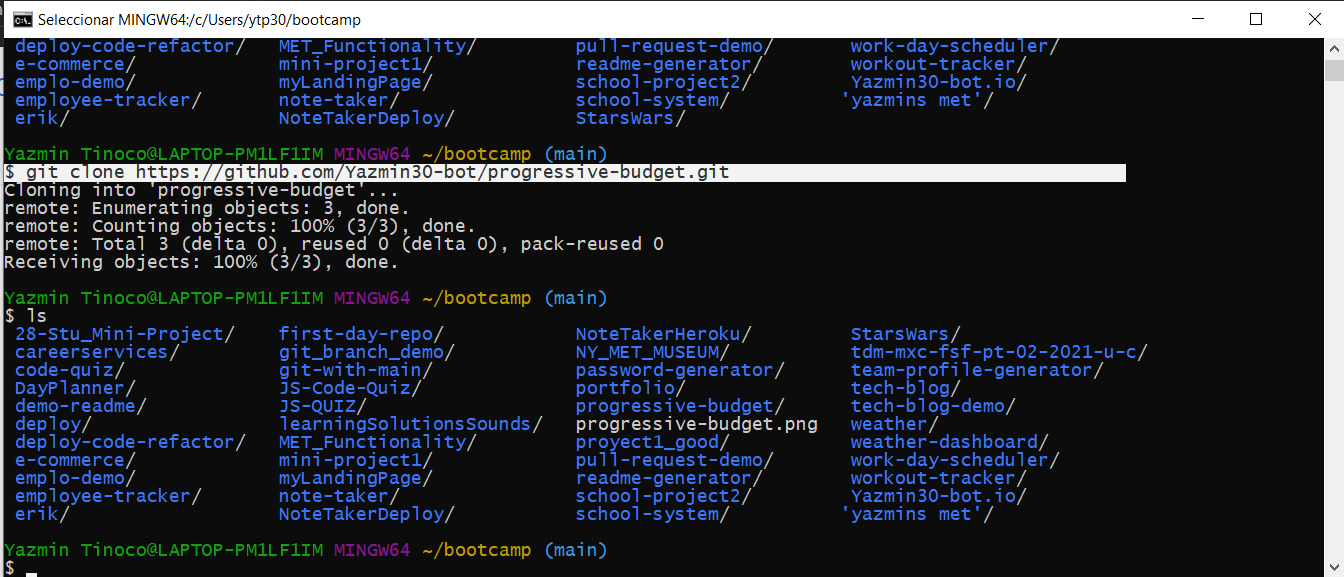 Seleccionar MINGW64:/c/Users/ytp30/bootcamp
deploy-code-refactor/ MET_Functionality/ pull-request-demo/ work-day-scheduler/
e-commerce/ mini-project1/ readme-generator/ workout-tracker/
emplo-demo/ myLandingPage/ school-project2/ Yazmin30-bot.io/
employee-tracker/ note-taker/ school-system/ 'yazmins met'/
erik/ NoteTakerDeploy/ StarsWars/
Yazmin Tinoco@LAPTOP-PM1LF1IM MINGW64 ~/bootcamp (main)
$ git clone https://github.com/Yazmin30-bot/progressive-budget.git
Cloning into 'progressive-budget'...
remote: Enumerating objects: 3, done.
remote: Counting objects: 100% (3/3), done.
remote: Total 3 (delta 0), reused 0 (delta 0), pack-reused 0
Receiving objects: 100% (3/3), done.
Yazmin Tinoco@LAPTOP-PM1LF1IM MINGW64 ~/bootcamp (main)
$ ls
28-Stu_Mini-Project/ first-day-repo/ NoteTakerHeroku/ StarsWars/
careerservices/ git_branch_demo/ NY_MET_MUSEUM/ tdm-mxc-fsf-pt-02-2021-u-c/
code-quiz/ git-with-main/ password-generator/ team-profile-generator/
DayPlanner/ JS-Code-Quiz/ portfolio/ tech-blog/
demo-readme/ JS-QUIZ/ progressive-budget/ tech-blog-demo/
deploy/ learningSolutionsSounds/ progressive-budget.png weather/
deploy-code-refactor/ MET_Functionality/ proyect1_good/ weather-dashboard/
e-commerce/ mini-project1/ pull-request-demo/ work-day-scheduler/
emplo-demo/ myLandingPage/ readme-generator/ workout-tracker/
employee-tracker/ note-taker/ school-project2/ Yazmin30-bot.io/
erik/ NoteTakerDeploy/ school-system/ 'yazmins met'/
Yazmin Tinoco@LAPTOP-PM1LF1IM MINGW64 ~/bootcamp (main)
$